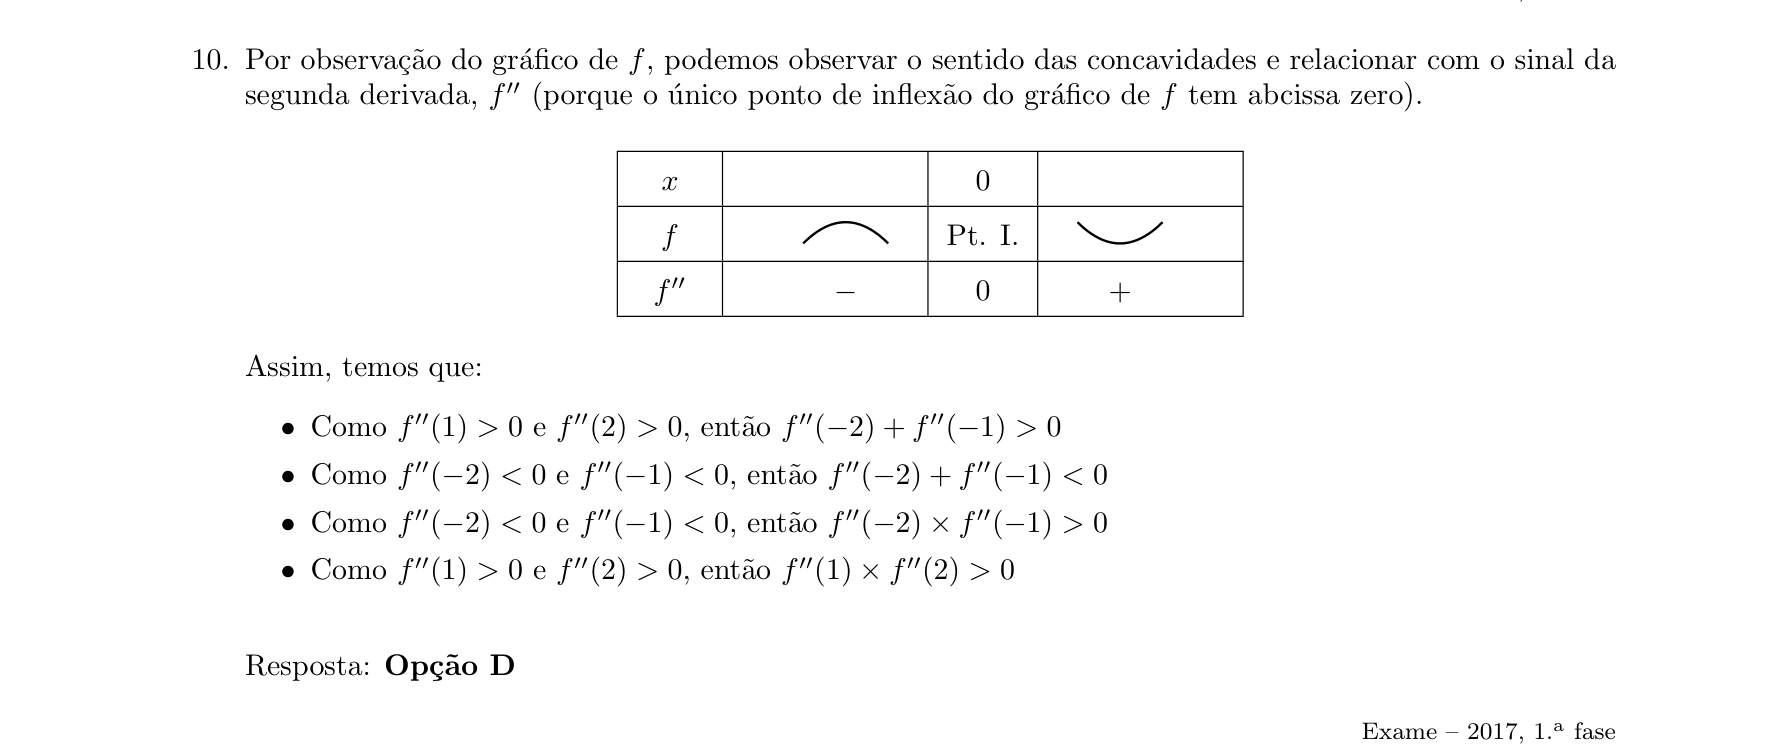 10. Por observação do gráfico de f, podemos observar o sentido das concavidades e relacionar com o sinal da
segunda derivada, f″ (porque o único ponto de inflexão do gráfico de f tem abcissa zero).
x 0
f Pt. I.
f″ − 0 +
Assim, temos que:
• Como f″(1) > 0 e f″(2) > 0, então f″(−2) + f″(−1) > 0
• Como f″(−2) < 0 e f″(−1) < 0, então f″(−2) + f″(−1) < 0
• Como f″(−2) < 0 e f″(−1) < 0, então f″(−2) × f″(−1) > 0
• Como f″(1) > 0 e f″(2) > 0, então f″(1) × f″(2) > 0
Resposta: Opção D
Exame – 2017, 1.ª fase